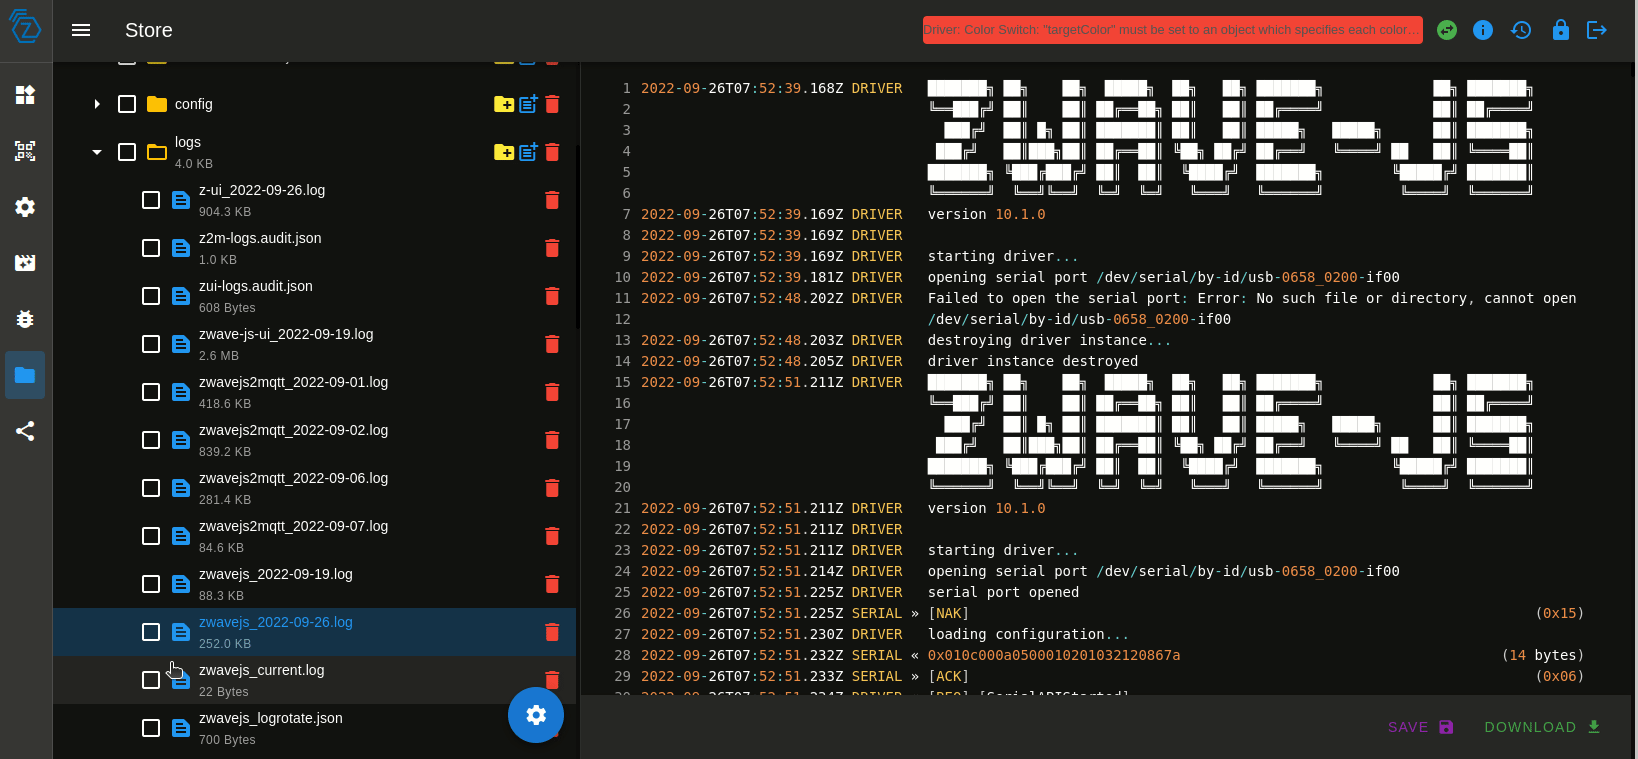 Store
Driver: Color Switch: "targetColor" must be set to an object which specifies each color…
config
logs
4.0 KB
z-ui_2022-09-26.log
904.3 KB
z2m-logs.audit.json
1.0 KB
zui-logs.audit.json
608 Bytes
zwave-js-ui_2022-09-19.log
2.6 MB
zwavejs2mqtt_2022-09-01.log
418.6 KB
zwavejs2mqtt_2022-09-02.log
839.2 KB
zwavejs2mqtt_2022-09-06.log
281.4 KB
zwavejs2mqtt_2022-09-07.log
84.6 KB
zwavejs_2022-09-19.log
88.3 KB
zwavejs_2022-09-26.log
252.0 KB
zwavejs_current.log
22 Bytes
zwavejs_logrotate.json
700 Bytes
1 2022-09-26T07:52:39.168Z DRIVER ZWAVE-JS
2
3
4
5
6
7 2022-09-26T07:52:39.169Z DRIVER version 10.1.0
8 2022-09-26T07:52:39.169Z DRIVER
9 2022-09-26T07:52:39.169Z DRIVER starting driver...
10 2022-09-26T07:52:39.181Z DRIVER opening serial port /dev/serial/by-id/usb-0658_0200-if00
11 2022-09-26T07:52:48.202Z DRIVER Failed to open the serial port: Error: No such file or directory, cannot open
12 /dev/serial/by-id/usb-0658_0200-if00
13 2022-09-26T07:52:48.203Z DRIVER destroying driver instance...
14 2022-09-26T07:52:48.205Z DRIVER driver instance destroyed
15 2022-09-26T07:52:51.211Z DRIVER ZWAVE-JS
16
17
18
19
20
21 2022-09-26T07:52:51.211Z DRIVER version 10.1.0
22 2022-09-26T07:52:51.211Z DRIVER
23 2022-09-26T07:52:51.211Z DRIVER starting driver...
24 2022-09-26T07:52:51.214Z DRIVER opening serial port /dev/serial/by-id/usb-0658_0200-if00
25 2022-09-26T07:52:51.225Z DRIVER serial port opened
26 2022-09-26T07:52:51.225Z SERIAL » [NAK] (0x15)
27 2022-09-26T07:52:51.230Z DRIVER loading configuration...
28 2022-09-26T07:52:51.232Z SERIAL « 0x010c000a0500010201032120867a (14 bytes)
29 2022-09-26T07:52:51.233Z SERIAL » [ACK] (0x06)
30 2022-09-26T07:52:51.234Z DRIVER « [REQ] [SerialAPIStarted]
SAVE
DOWNLOAD